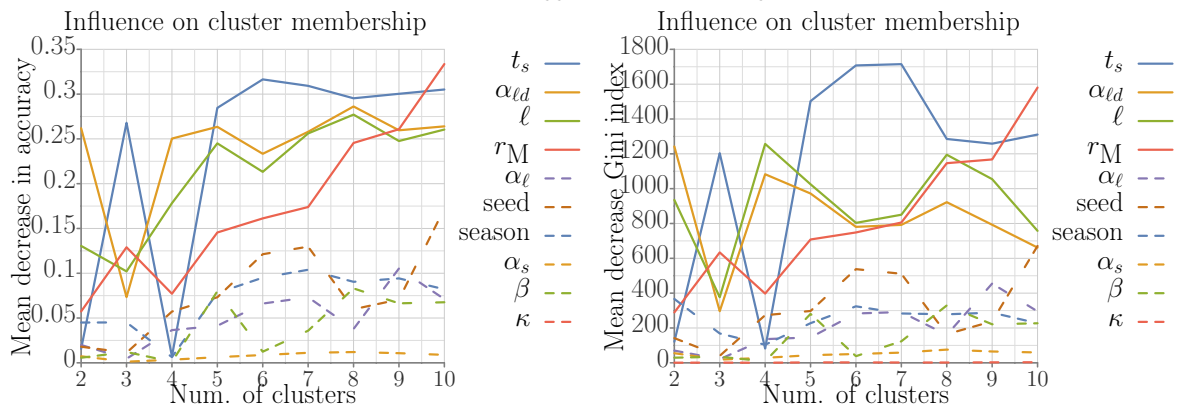 Influence on cluster membership
Mean decrease in accuracy
0.35
0.3
0.25
0.2
0.15
0.1
0.05
0
2 3 4 5 6 7 8 9 10
Num. of clusters
t_s
α_{ℓd}
ℓ
r_M
α_ℓ
seed
season
α_s
β
κ
Influence on cluster membership
Mean decrease Gini index
1800
1600
1400
1200
1000
800
600
400
200
0
2 3 4 5 6 7 8 9 10
Num. of clusters
t_s
α_{ℓd}
ℓ
r_M
α_ℓ
seed
season
α_s
β
κ